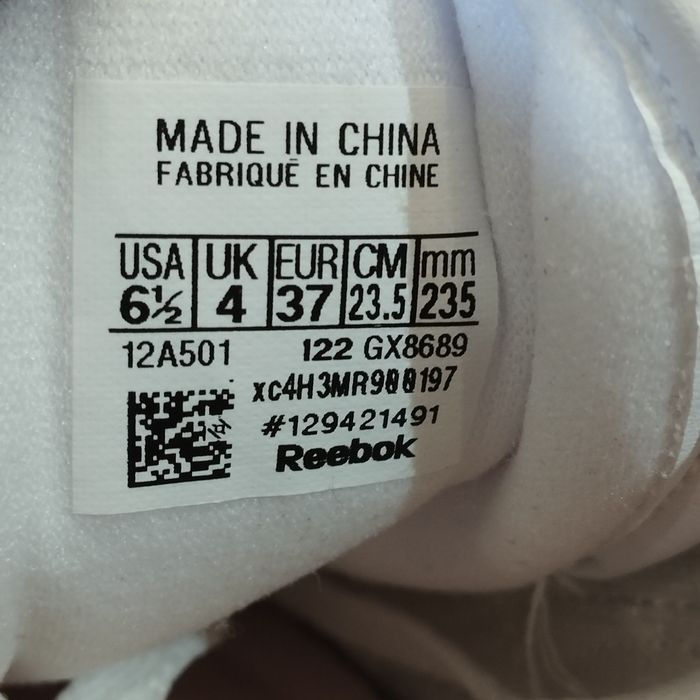 MADE IN CHINA
FABRIQUÉ EN CHINE
USA UK EUR CM mm
6½ 4 37 23.5 235
12A501 122 GX8689
xc4H3MR900197
#129421491
Reebok